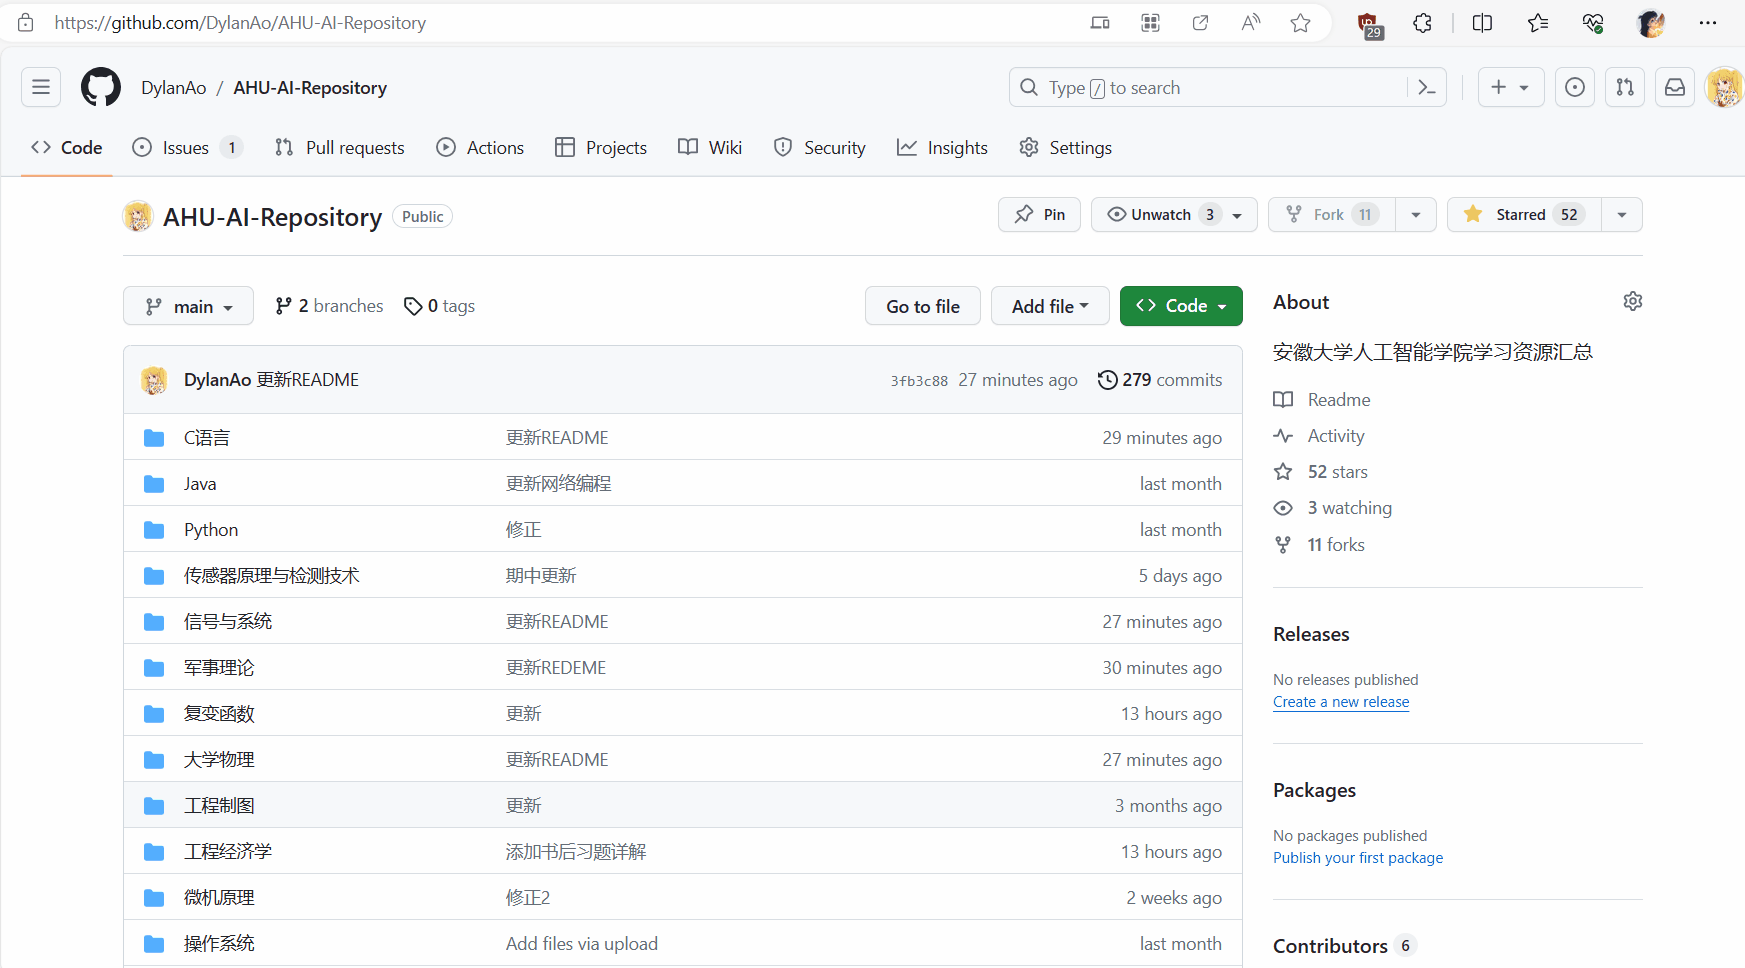 https://github.com/DylanAo/AHU-AI-Repository
29
DylanAo / AHU-AI-Repository
Type / to search
Code Issues 1 Pull requests Actions Projects Wiki Security Insights Settings
AHU-AI-Repository Public
Pin Unwatch 3 Fork 11 Starred 52
main 2 branches 0 tags Go to file Add file Code
DylanAo 更新README 3fb3c88 27 minutes ago 279 commits
C语言 更新README 29 minutes ago
Java 更新网络编程 last month
Python 修正 last month
传感器原理与检测技术 期中更新 5 days ago
信号与系统 更新README 27 minutes ago
军事理论 更新REDEME 30 minutes ago
复变函数 更新 13 hours ago
大学物理 更新README 27 minutes ago
工程制图 更新 3 months ago
工程经济学 添加书后习题详解 13 hours ago
微机原理 修正2 2 weeks ago
操作系统 Add files via upload last month
About
安徽大学人工智能学院学习资源汇总
Readme
Activity
52 stars
3 watching
11 forks
Releases
No releases published
Create a new release
Packages
No packages published
Publish your first package
Contributors 6